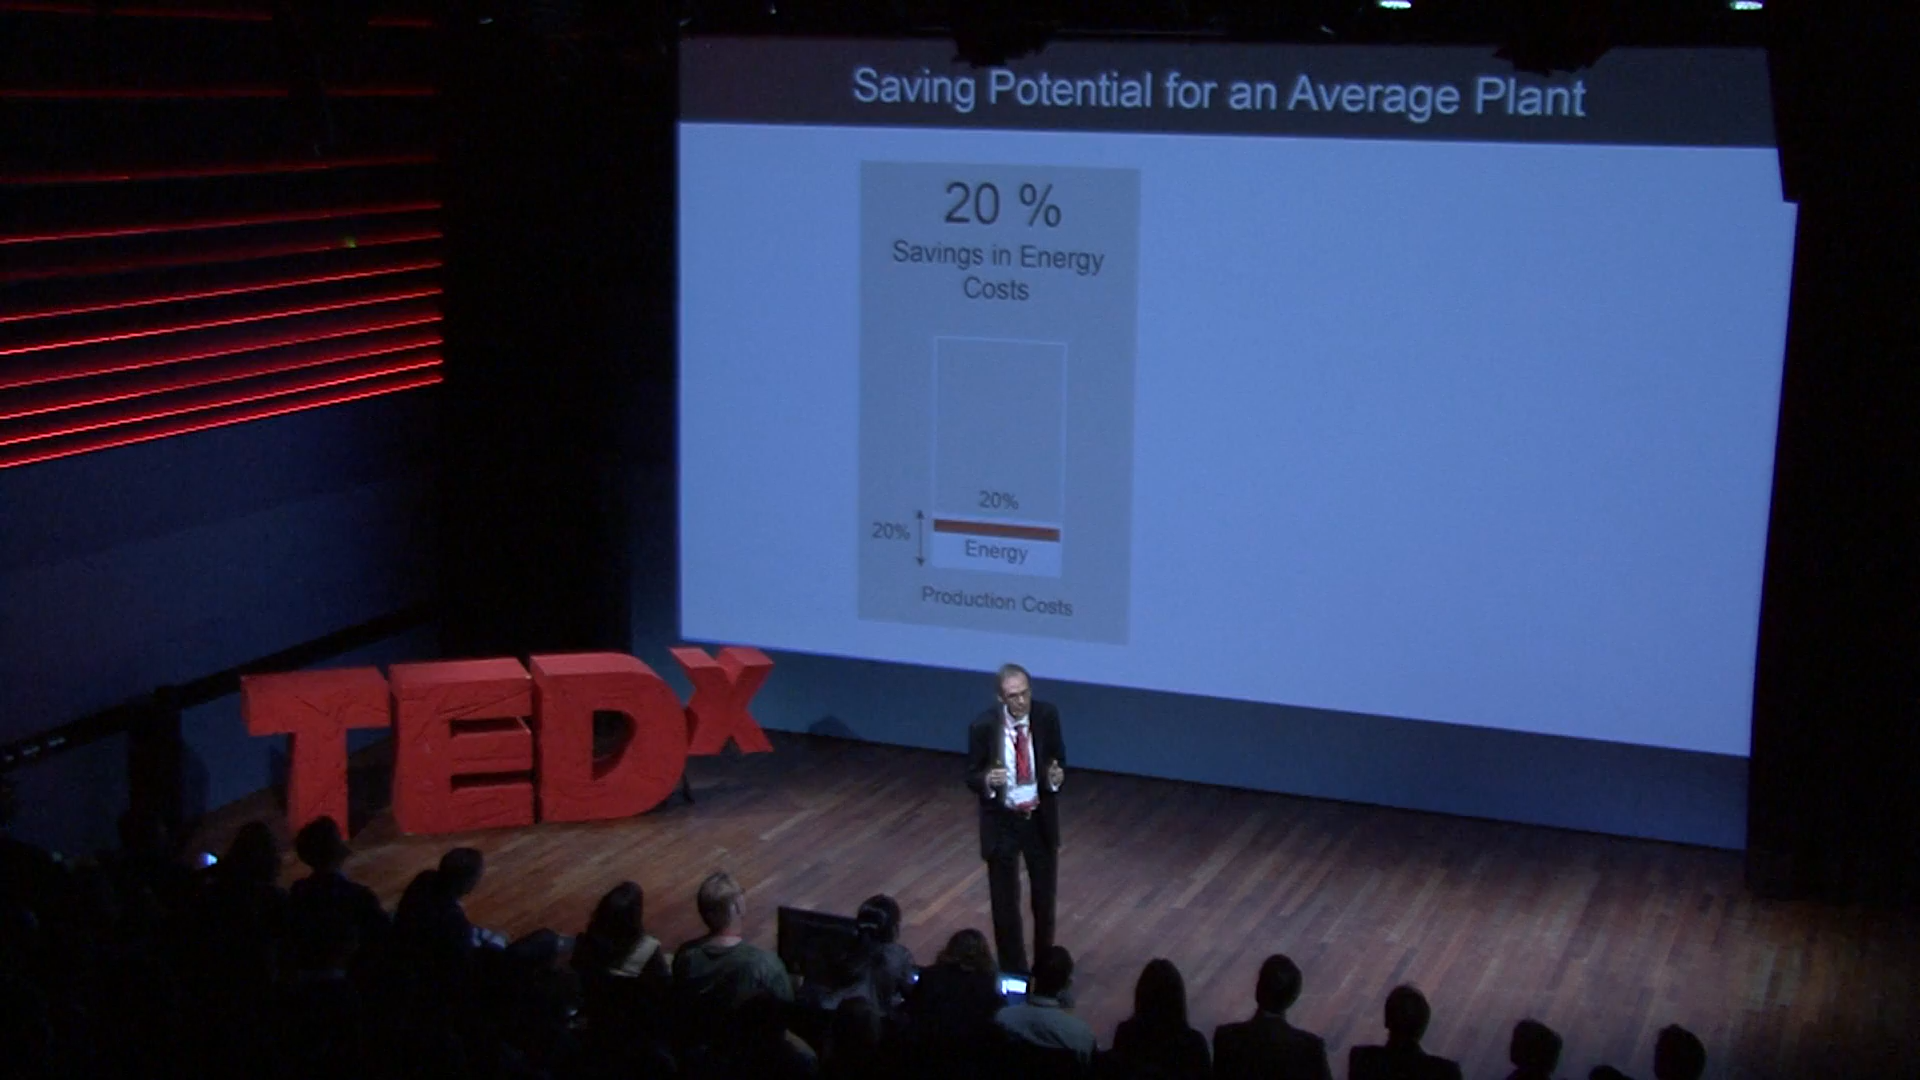 Saving Potential for an Average Plant
20 %
Savings in Energy
Costs
20%
20%
Energy
Production Costs
TEDx